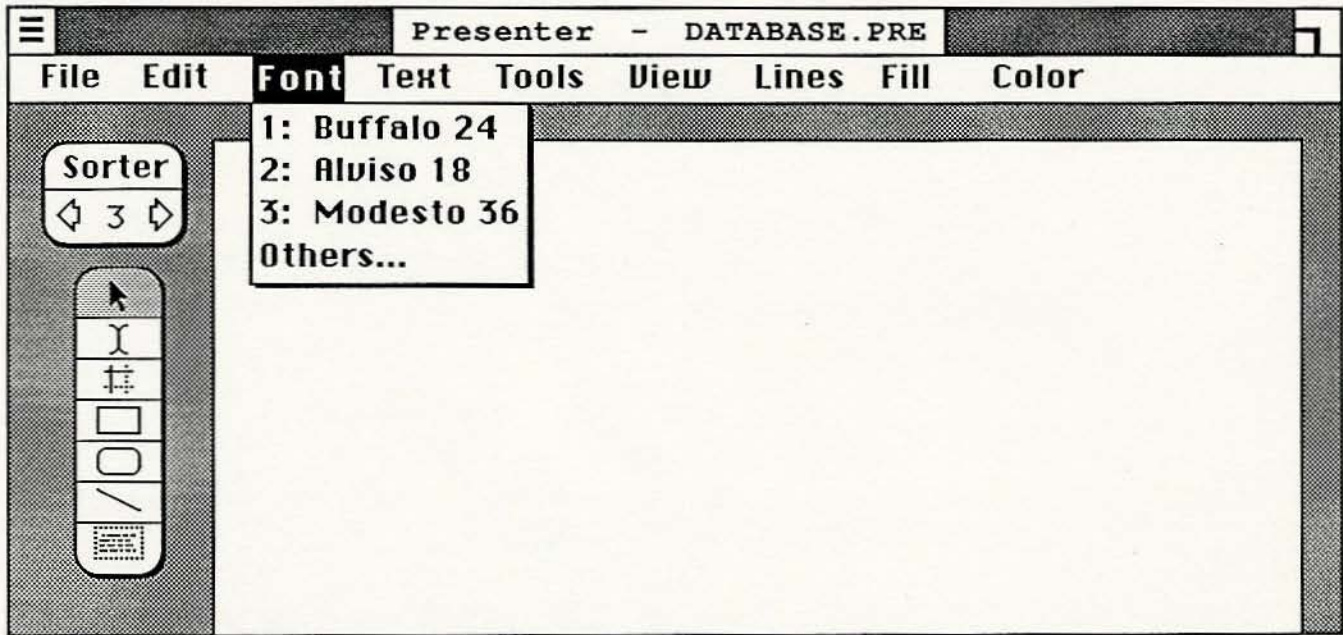 Presenter - DATABASE.PRE
File Edit Font Text Tools View Lines Fill Color
1: Buffalo 24
2: Alviso 18
3: Modesto 36
Others...
Sorter
3